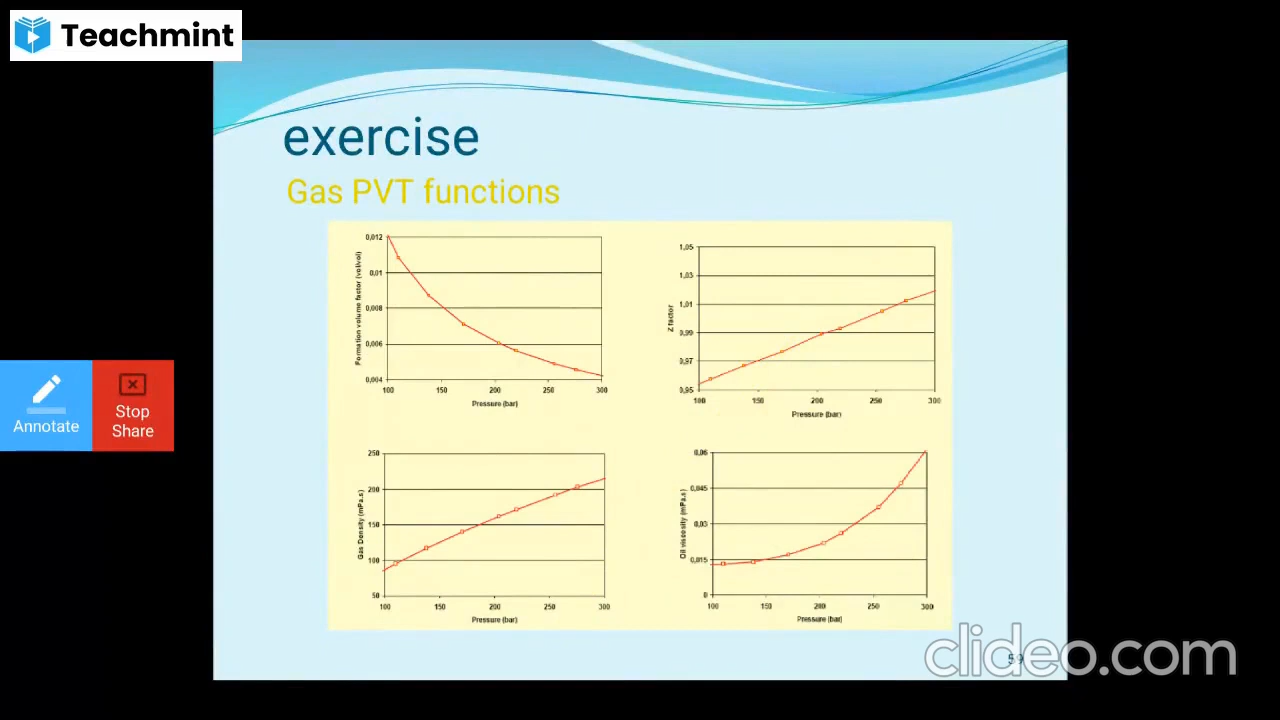 Teachmint
exercise
Gas PVT functions
Formation volume factor (vol/vol)
0,012
0,01
0,008
0,006
0,004
100 150 200 250 300
Pressure (bar)
Z factor
1,05
1,03
1,01
0,99
0,97
0,95
100 150 200 250 300
Pressure (bar)
Gas Density (mPa.s)
250
200
150
100
50
100 150 200 250 300
Pressure (bar)
Oil viscosity (mPa.s)
0,06
0,045
0,03
0,015
0
100 150 200 250 300
Pressure (bar)
Annotate
Stop
Share
59
clideo.com